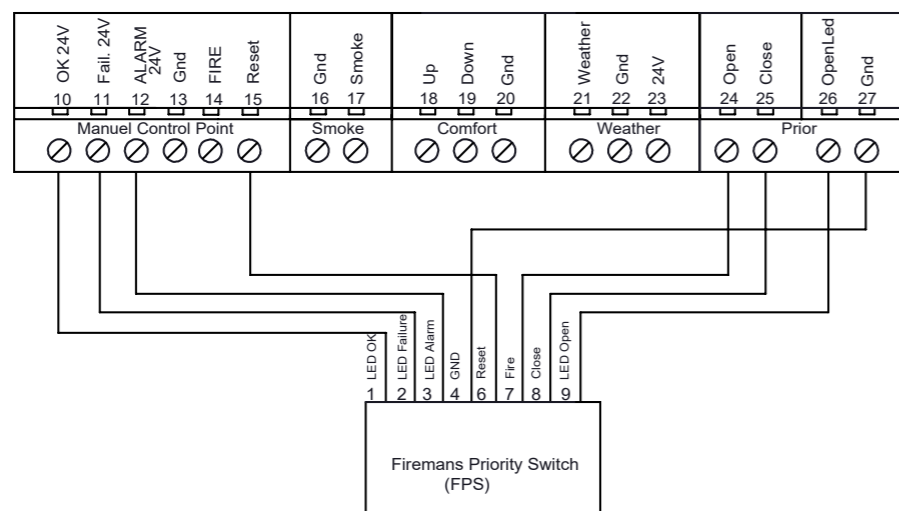 OK 24V
Fail. 24V
ALARM
24V
Gnd
FIRE
Reset
Gnd
Smoke
Up
Down
Gnd
Weather
Gnd
24V
Open
Close
OpenLed
Gnd
10 11 12 13 14 15 16 17 18 19 20 21 22 23 24 25 26 27
Manuel Control Point
Smoke
Comfort
Weather
Prior
LED OK
LED Failure
LED Alarm
GND
Reset
Fire
Close
LED Open
1 2 3 4 6 7 8 9
Firemans Priority Switch
(FPS)